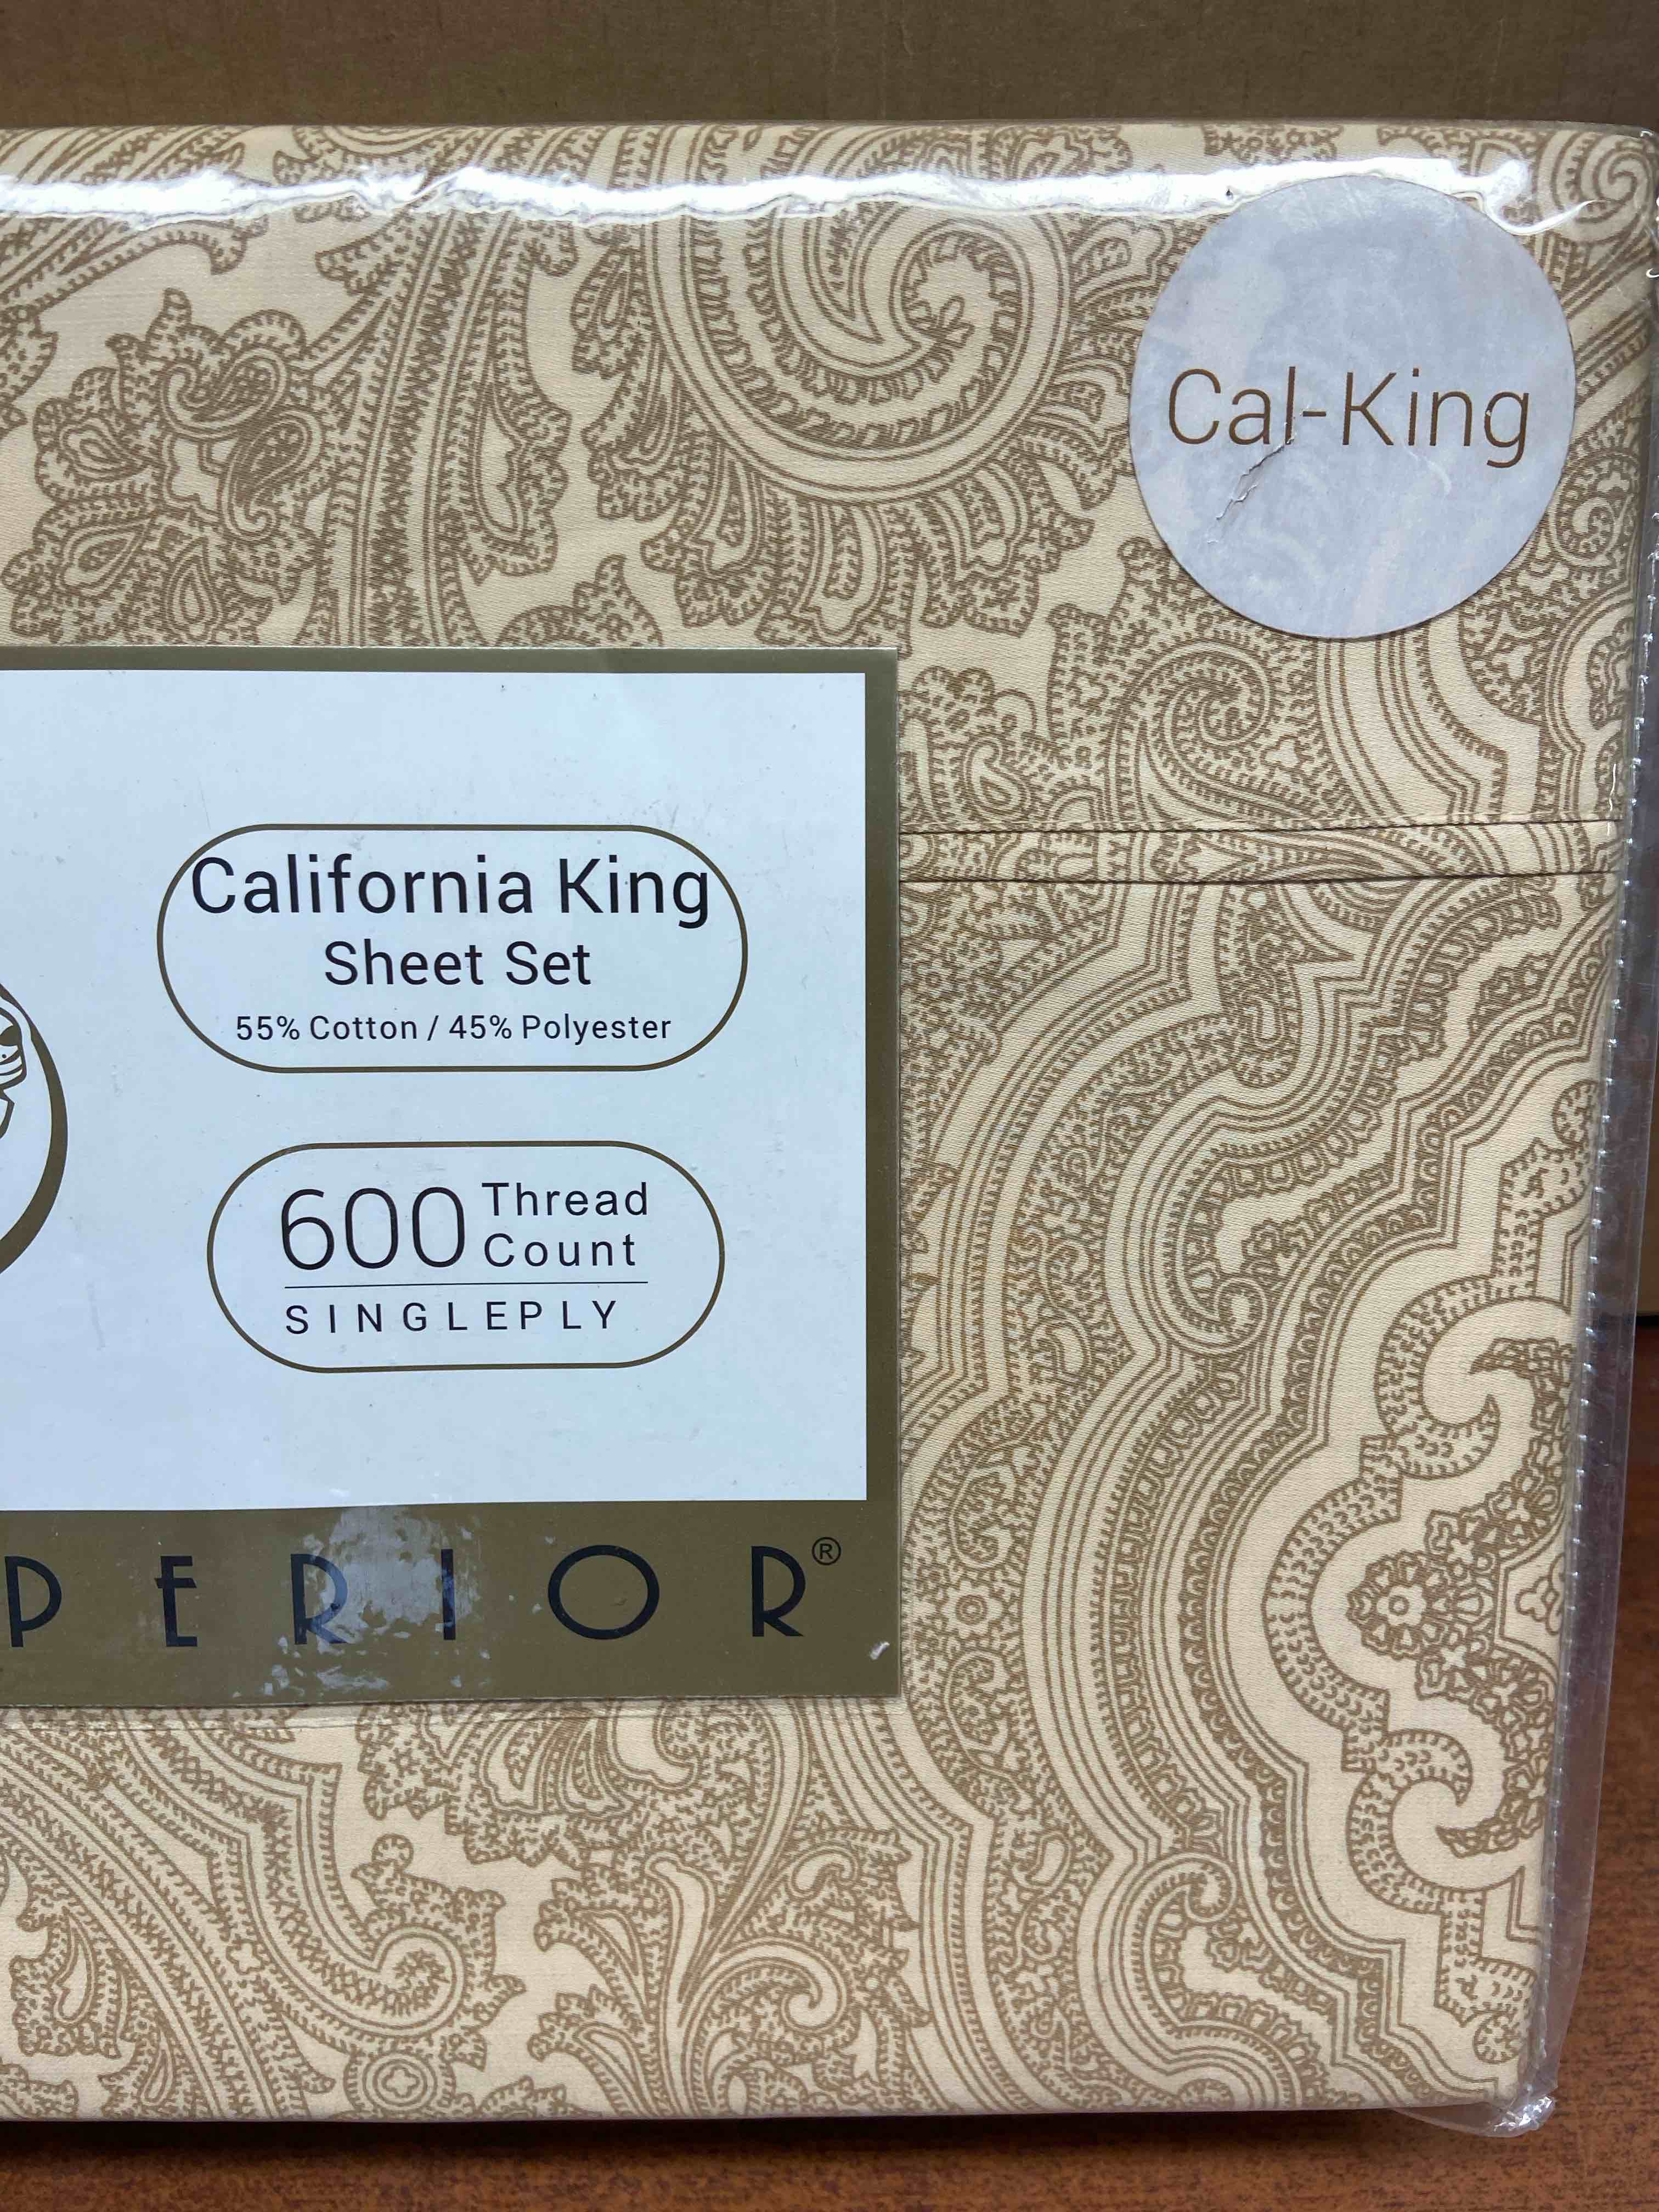 Cal-King
California King
Sheet Set
55% Cotton / 45% Polyester
600 Thread
Count
SINGLEPLY
PERIOR®